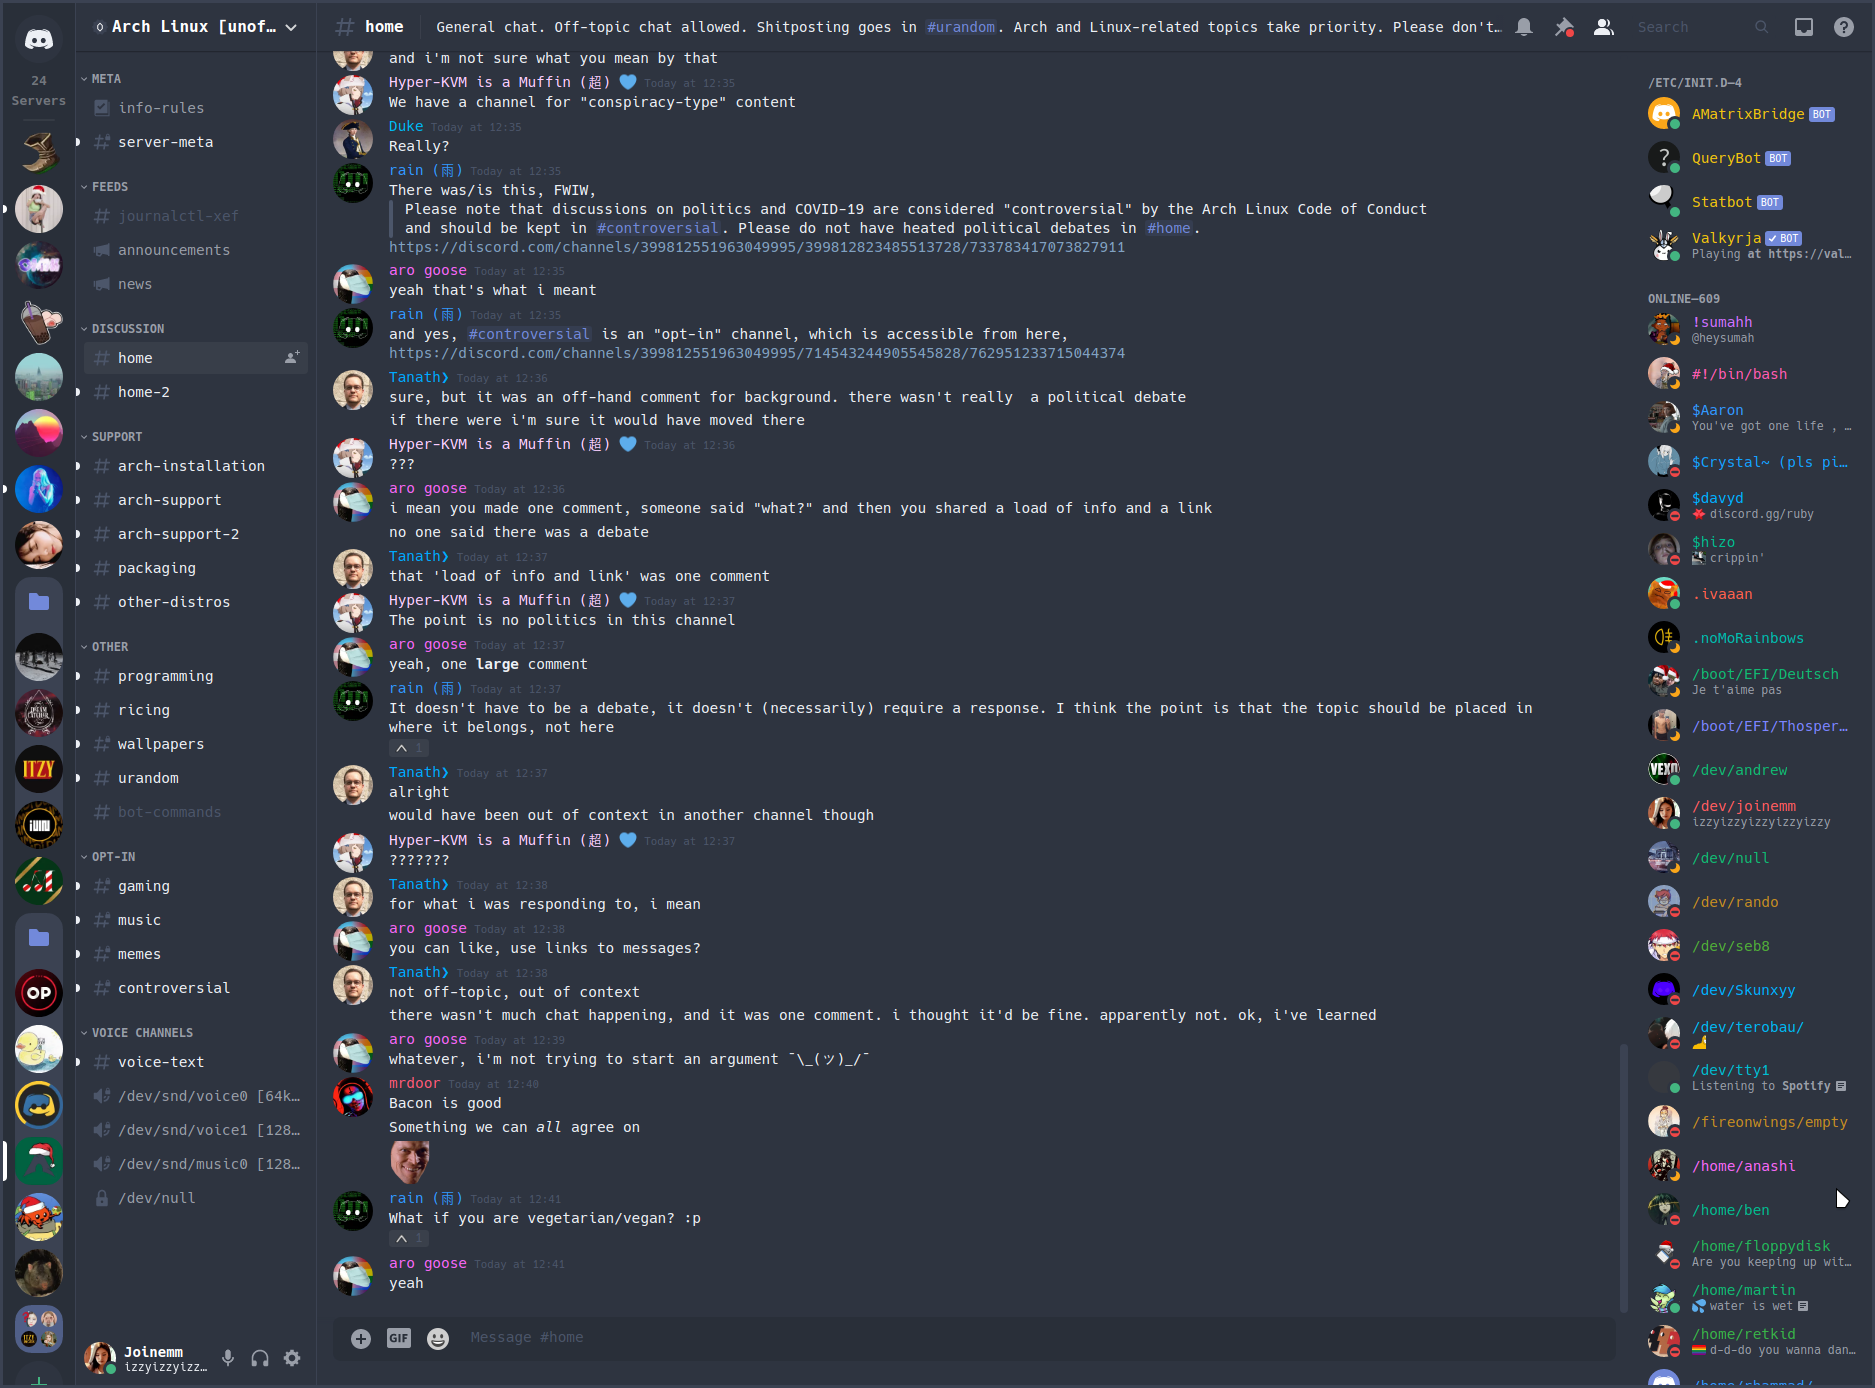 24
Servers
Arch Linux [unof…
META
info-rules
server-meta
FEEDS
journalctl-xef
announcements
news
DISCUSSION
home
home-2
SUPPORT
arch-installation
arch-support
arch-support-2
packaging
other-distros
OTHER
programming
ricing
wallpapers
urandom
bot-commands
OPT-IN
gaming
music
memes
controversial
VOICE CHANNELS
voice-text
/dev/snd/voice0 [64k…
/dev/snd/voice1 [128…
/dev/snd/music0 [128…
/dev/null
Joinemm
izzyizzyizz…
ITZY
OP
# home
General chat. Off-topic chat allowed. Shitposting goes in #urandom. Arch and Linux-related topics take priority. Please don't…
Search
and i'm not sure what you mean by that
Hyper-KVM is a Muffin (超) 💙 Today at 12:35
We have a channel for "conspiracy-type" content
Duke Today at 12:35
Really?
rain (雨) Today at 12:35
There was/is this, FWIW,
Please note that discussions on politics and COVID-19 are considered "controversial" by the Arch Linux Code of Conduct
and should be kept in #controversial. Please do not have heated political debates in #home.
https://discord.com/channels/399812551963049995/399812823485513728/733783417073827911
aro goose Today at 12:35
yeah that's what i meant
rain (雨) Today at 12:35
and yes, #controversial is an "opt-in" channel, which is accessible from here,
https://discord.com/channels/399812551963049995/714543244905545828/762951233715044374
Tanath❯ Today at 12:36
sure, but it was an off-hand comment for background. there wasn't really  a political debate
if there were i'm sure it would have moved there
Hyper-KVM is a Muffin (超) 💙 Today at 12:36
???
aro goose Today at 12:36
i mean you made one comment, someone said "what?" and then you shared a load of info and a link
no one said there was a debate
Tanath❯ Today at 12:37
that 'load of info and link' was one comment
Hyper-KVM is a Muffin (超) 💙 Today at 12:37
The point is no politics in this channel
aro goose Today at 12:37
yeah, one large comment
rain (雨) Today at 12:37
It doesn't have to be a debate, it doesn't (necessarily) require a response. I think the point is that the topic should be placed in
where it belongs, not here
1
Tanath❯ Today at 12:37
alright
would have been out of context in another channel though
Hyper-KVM is a Muffin (超) 💙 Today at 12:37
???????
Tanath❯ Today at 12:38
for what i was responding to, i mean
aro goose Today at 12:38
you can like, use links to messages?
Tanath❯ Today at 12:38
not off-topic, out of context
there wasn't much chat happening, and it was one comment. i thought it'd be fine. apparently not. ok, i've learned
aro goose Today at 12:39
whatever, i'm not trying to start an argument ¯\_(ツ)_/¯
mrdoor Today at 12:40
Bacon is good
Something we can all agree on
rain (雨) Today at 12:41
What if you are vegetarian/vegan? :p
1
aro goose Today at 12:41
yeah
GIF
Message #home
/ETC/INIT.D—4
AMatrixBridge BOT
QueryBot BOT
Statbot BOT
Valkyrja ✓ BOT
Playing at https://val…
ONLINE—609
!sumahh
@heysumah
#!/bin/bash
$Aaron
You've got one life , …
$Crystal~ (pls pi…
$davyd
discord.gg/ruby
$hizo
crippin'
.ivaaan
.noMoRainbows
/boot/EFI/Deutsch
Je t'aime pas
/boot/EFI/Thosper…
/dev/andrew
/dev/joinemm
izzyizzyizzyizzyizzy
/dev/null
/dev/rando
/dev/seb8
/dev/Skunxyy
/dev/terobau/
/dev/tty1
Listening to Spotify
/fireonwings/empty
/home/anashi
/home/ben
/home/floppydisk
Are you keeping up wit…
/home/martin
💦 water is wet
/home/retkid
d-d-do you wanna dan…